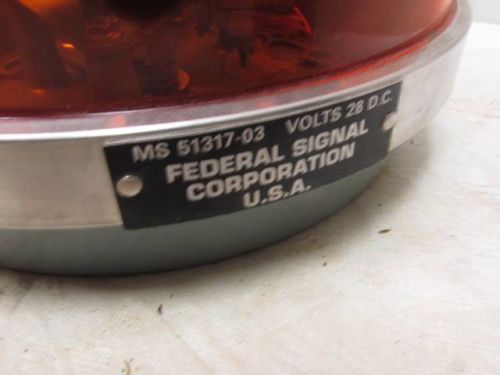 MS 51317-03 VOLTS 28 D.C.
FEDERAL SIGNAL
CORPORATION
U.S.A.